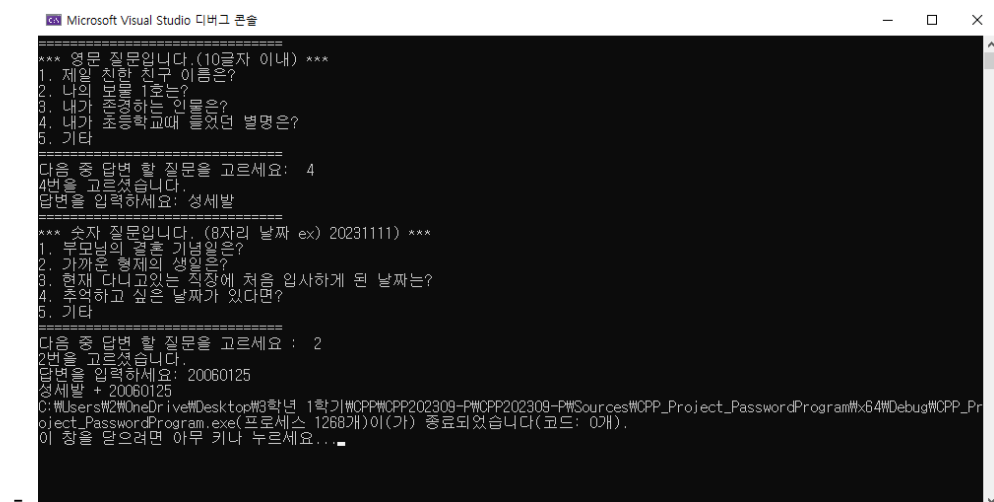 Microsoft Visual Studio 디버그 콘솔
===============================
*** 영문 질문입니다.(10글자 이내) ***
1. 제일 친한 친구 이름은?
2. 나의 보물 1호는?
3. 내가 존경하는 인물은?
4. 내가 초등학교때 들었던 별명은?
5. 기타
===============================
다음 중 답변 할 질문을 고르세요:  4
4번을 고르셨습니다.
답변을 입력하세요: 성세발
===============================
*** 숫자 질문입니다. (8자리 날짜 ex) 20231111) ***
1. 부모님의 결혼 기념일은?
2. 가까운 형제의 생일은?
3. 현재 다니고있는 직장에 처음 입사하게 된 날짜는?
4. 추억하고 싶은 날짜가 있다면?
5. 기타
===============================
다음 중 답변 할 질문을 고르세요 :  2
2번을 고르셨습니다.
답변을 입력하세요: 20060125
성세발 + 20060125
C:₩Users₩2₩OneDrive₩Desktop₩3학년 1학기₩CPP₩CPP202309-P₩CPP202309-P₩Sources₩CPP_Project_PasswordProgram₩x64₩Debug₩CPP_Pr
oject_PasswordProgram.exe(프로세스 1268개)이(가) 종료되었습니다(코드: 0개).
이 창을 닫으려면 아무 키나 누르세요...